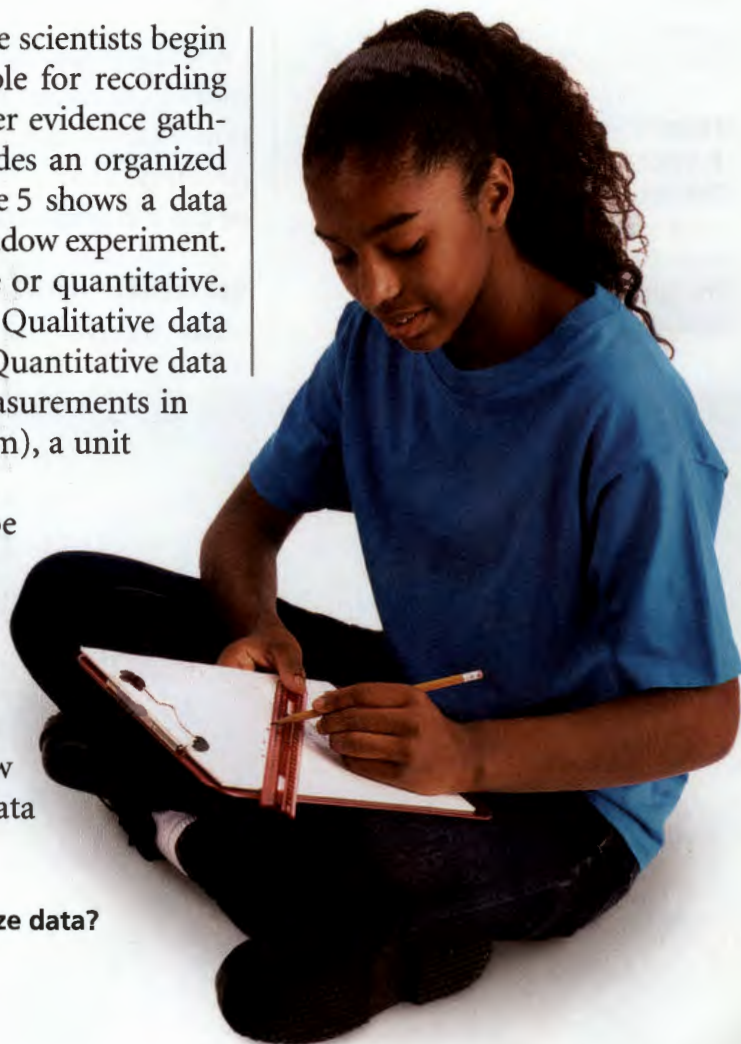 e scientists begin
ole for recording
er evidence gath-
des an organized
e 5 shows a data
dow experiment.
e or quantitative.
Qualitative data
Quantitative data
asurements in
m), a unit
be
w
ata
ze data?